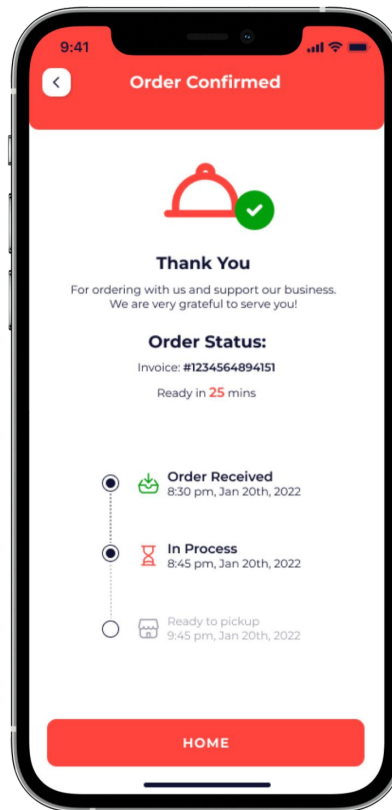 9:41
Order Confirmed
Thank You
For ordering with us and support our business.
We are very grateful to serve you!
Order Status:
Invoice: #1234564894151
Ready in 25 mins
Order Received
8:30 pm, Jan 20th, 2022
In Process
8:45 pm, Jan 20th, 2022
Ready to pickup
9:45 pm, Jan 20th, 2022
HOME